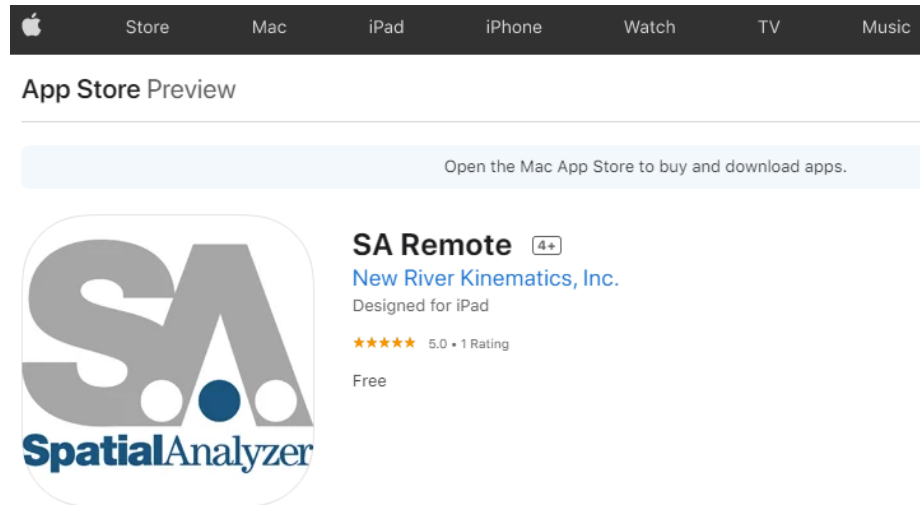 Store Mac iPad iPhone Watch TV Music
App Store Preview
Open the Mac App Store to buy and download apps.
SA Remote 4+
New River Kinematics, Inc.
Designed for iPad
★★★★★ 5.0 • 1 Rating
Free
SA
SpatialAnalyzer